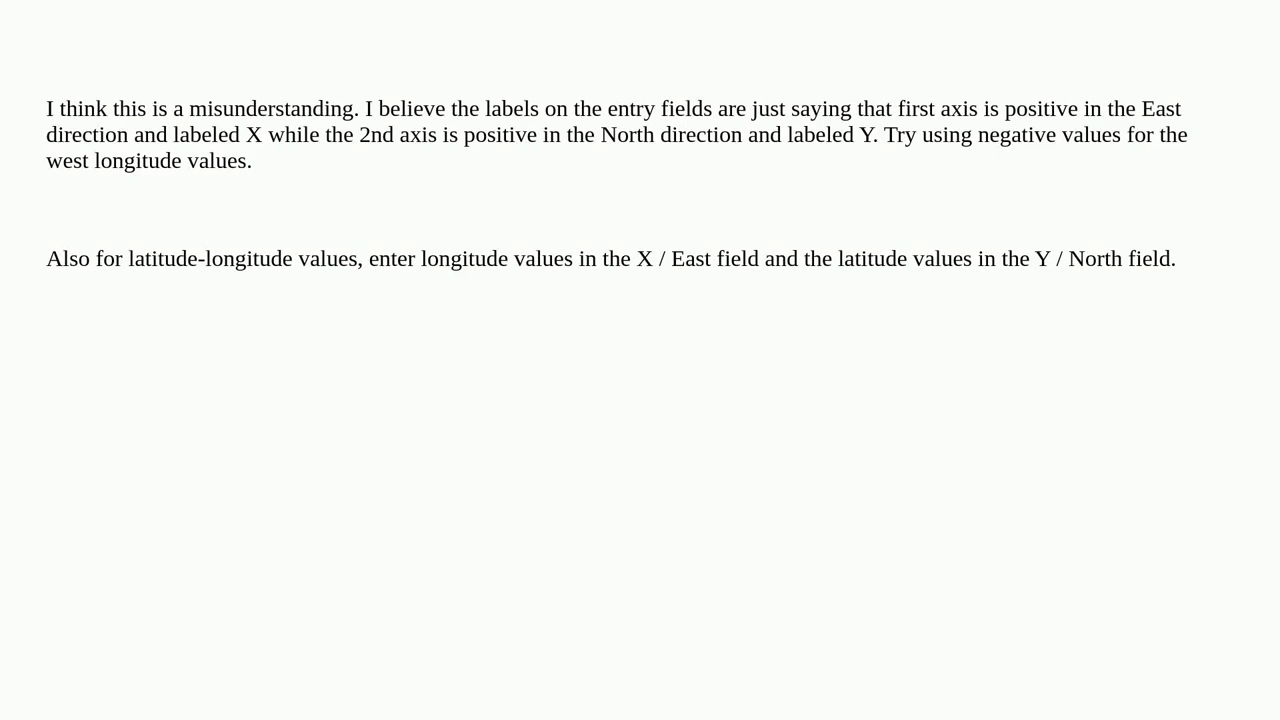 I think this is a misunderstanding. I believe the labels on the entry fields are just saying that first axis is positive in the East
direction and labeled X while the 2nd axis is positive in the North direction and labeled Y. Try using negative values for the
west longitude values.
Also for latitude-longitude values, enter longitude values in the X / East field and the latitude values in the Y / North field.